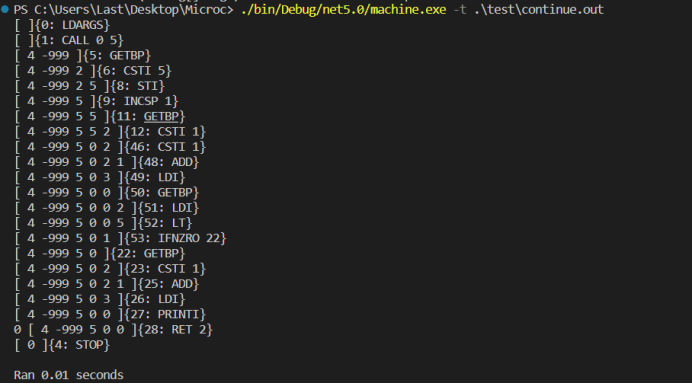 PS C:\Users\Last\Desktop\Microc> ./bin/Debug/net5.0/machine.exe -t .\test\continue.out
[ ]{0: LDARGS}
[ ]{1: CALL 0 5}
[ 4 -999 ]{5: GETBP}
[ 4 -999 2 ]{6: CSTI 5}
[ 4 -999 2 5 ]{8: STI}
[ 4 -999 5 ]{9: INCSP 1}
[ 4 -999 5 5 ]{11: GETBP}
[ 4 -999 5 5 2 ]{12: CSTI 1}
[ 4 -999 5 0 2 ]{46: CSTI 1}
[ 4 -999 5 0 2 1 ]{48: ADD}
[ 4 -999 5 0 3 ]{49: LDI}
[ 4 -999 5 0 0 ]{50: GETBP}
[ 4 -999 5 0 0 2 ]{51: LDI}
[ 4 -999 5 0 0 5 ]{52: LT}
[ 4 -999 5 0 1 ]{53: IFNZRO 22}
[ 4 -999 5 0 ]{22: GETBP}
[ 4 -999 5 0 2 ]{23: CSTI 1}
[ 4 -999 5 0 2 1 ]{25: ADD}
[ 4 -999 5 0 3 ]{26: LDI}
[ 4 -999 5 0 0 ]{27: PRINTI}
0 [ 4 -999 5 0 0 ]{28: RET 2}
[ 0 ]{4: STOP}
Ran 0.01 seconds